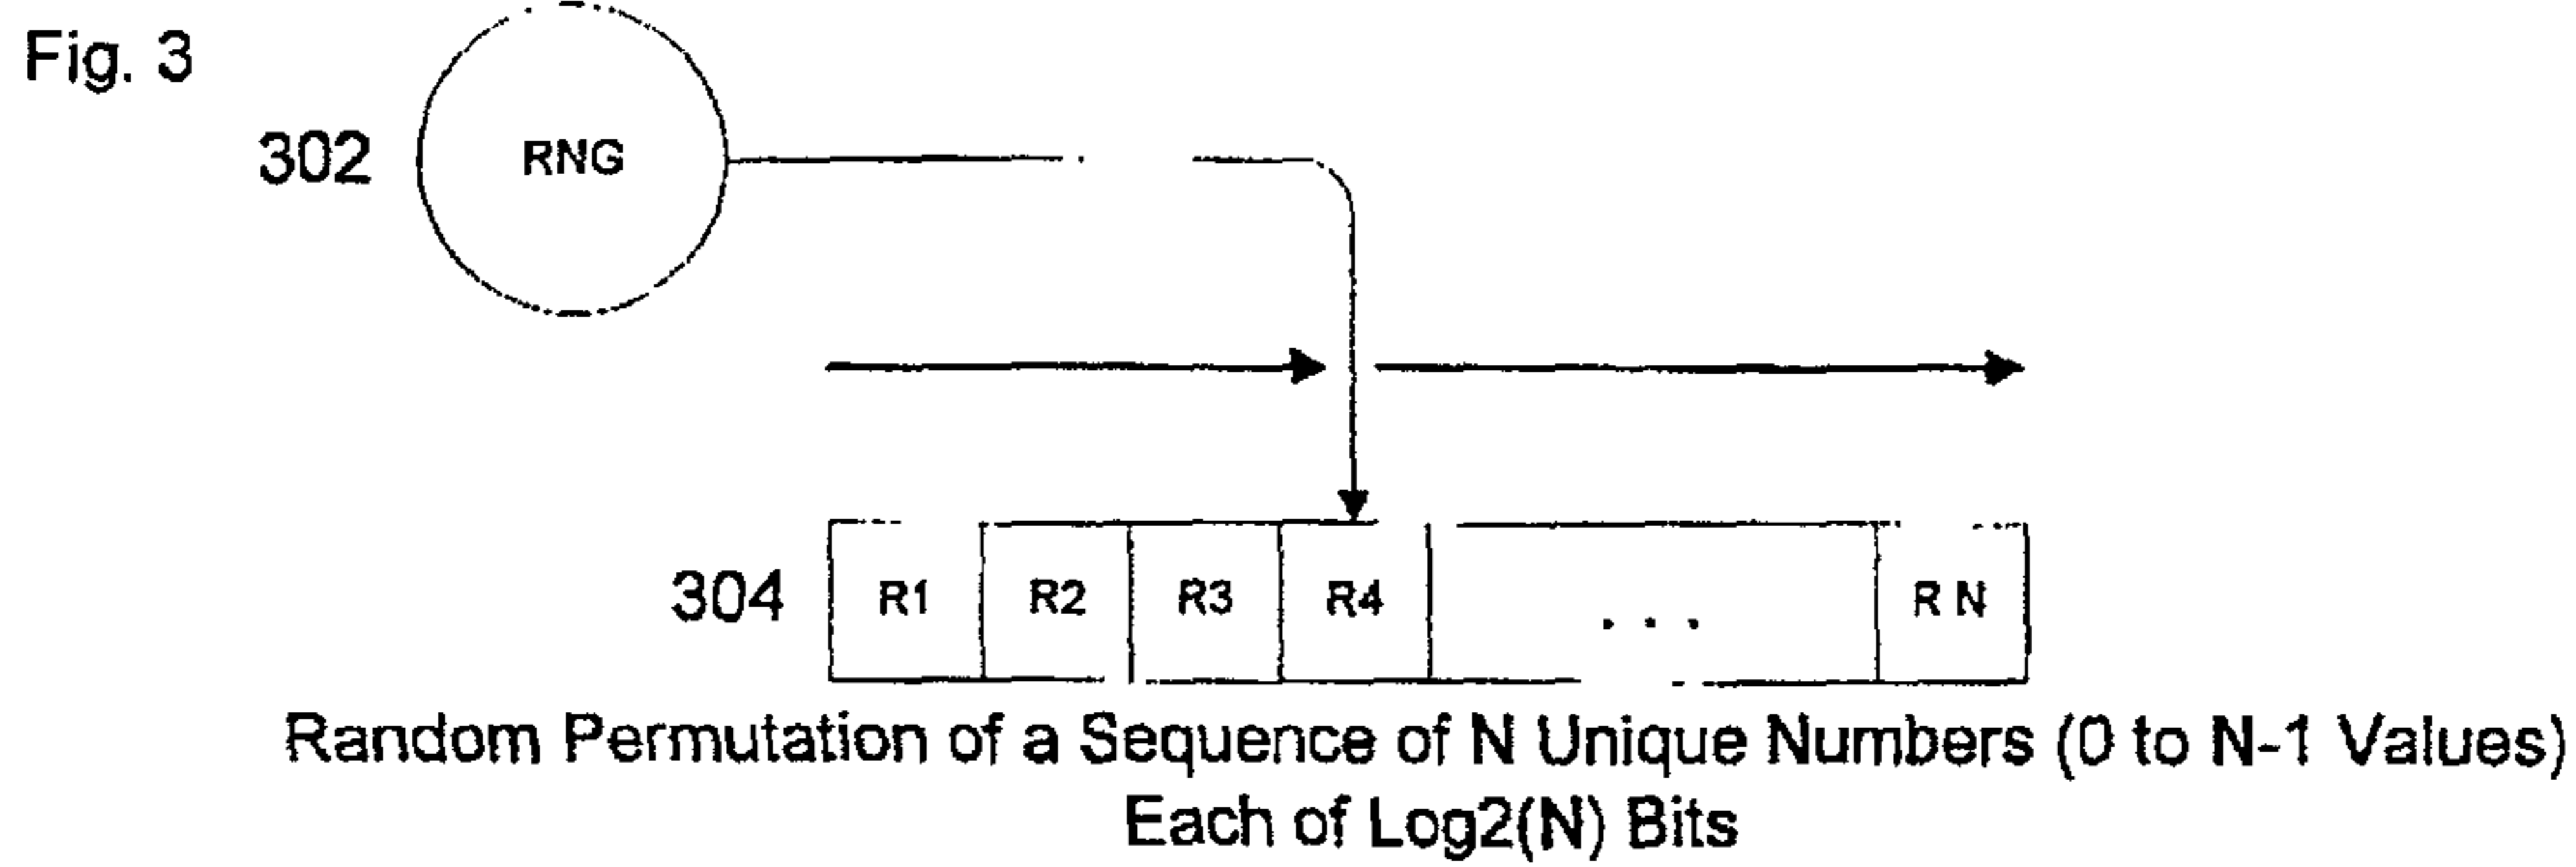 Fig. 3
302
RNG
304
R1 R2 R3 R4 . . . R N
Random Permutation of a Sequence of N Unique Numbers (0 to N-1 Values)
Each of Log2(N) Bits